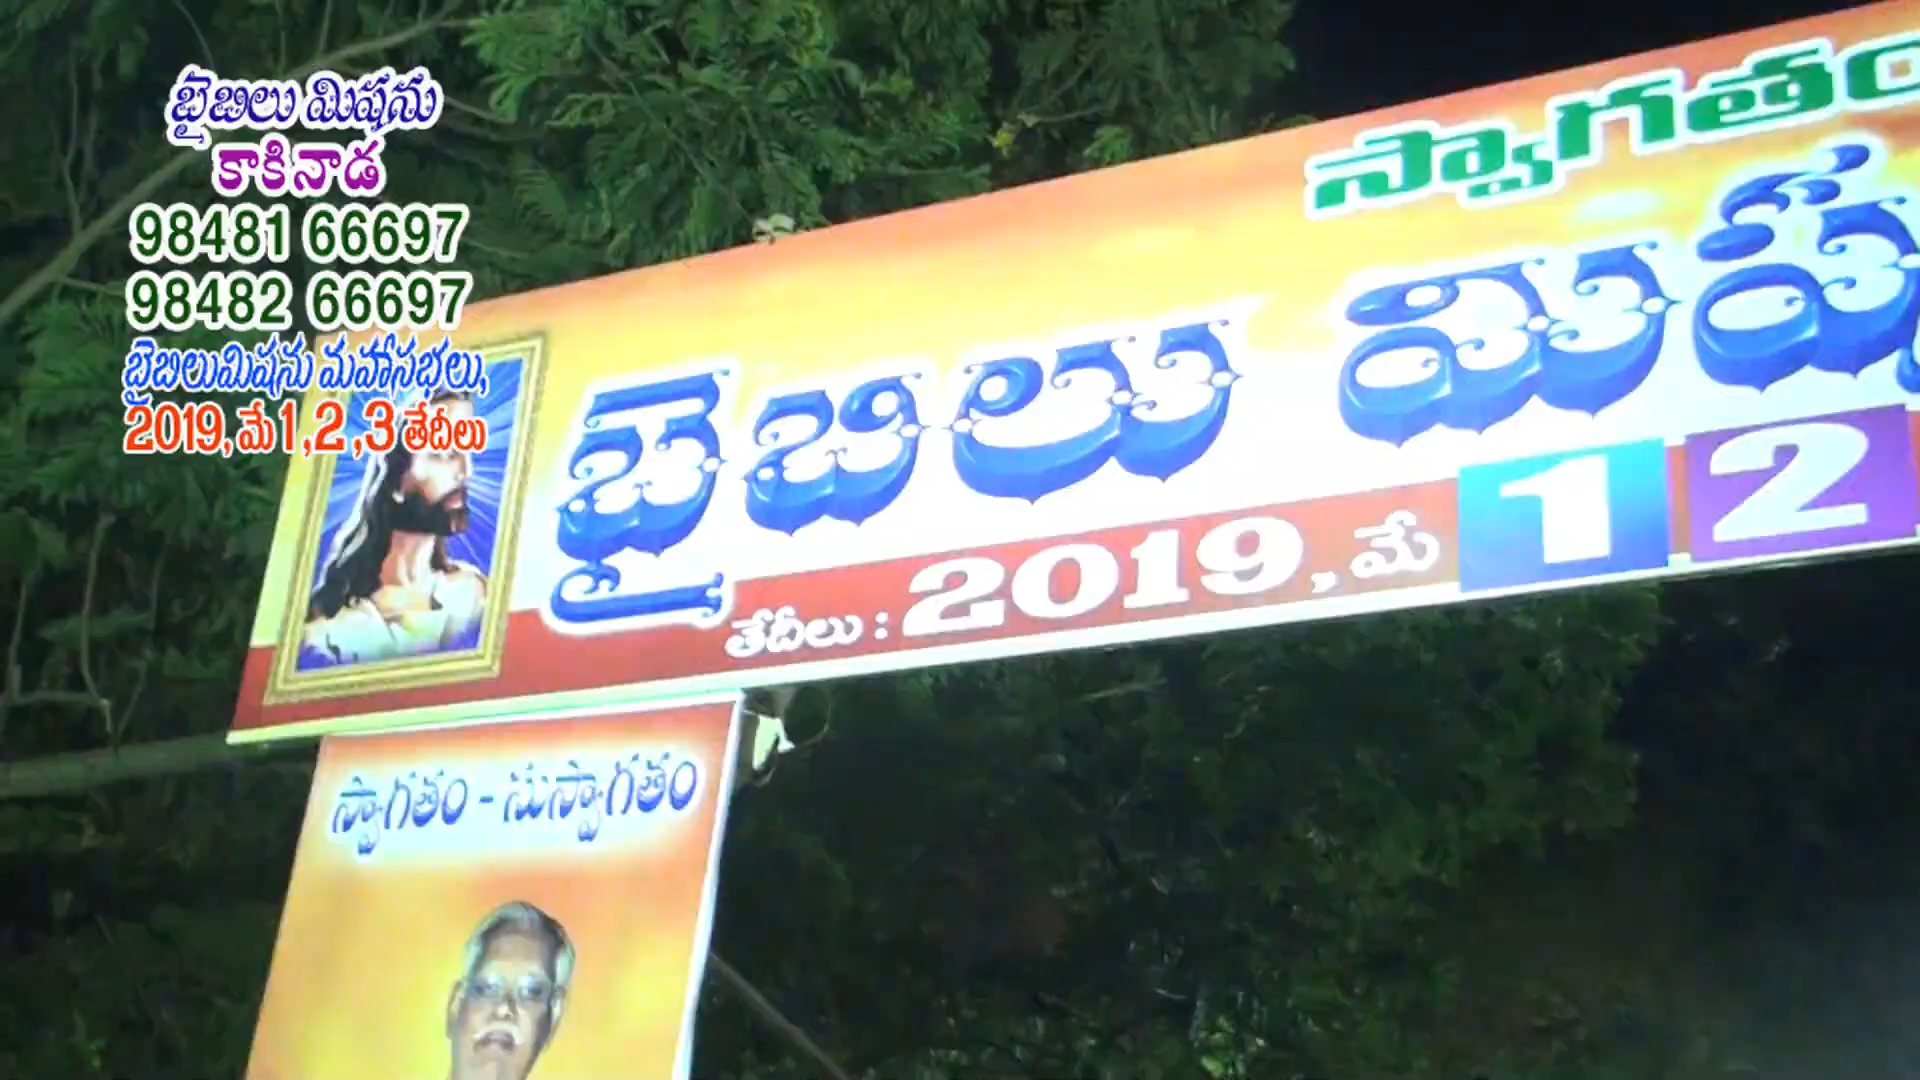 బైబిలు మిషను
కాకినాడ
98481 66697
98482 66697
బైబిలుమిషను మహాసభలు,
2019, మే 1,2,3 తేదీలు
స్వాగతం
బైబిలు మిష
తేదీలు : 2019, మే 1 2
స్వాగతం - సుస్వాగతం